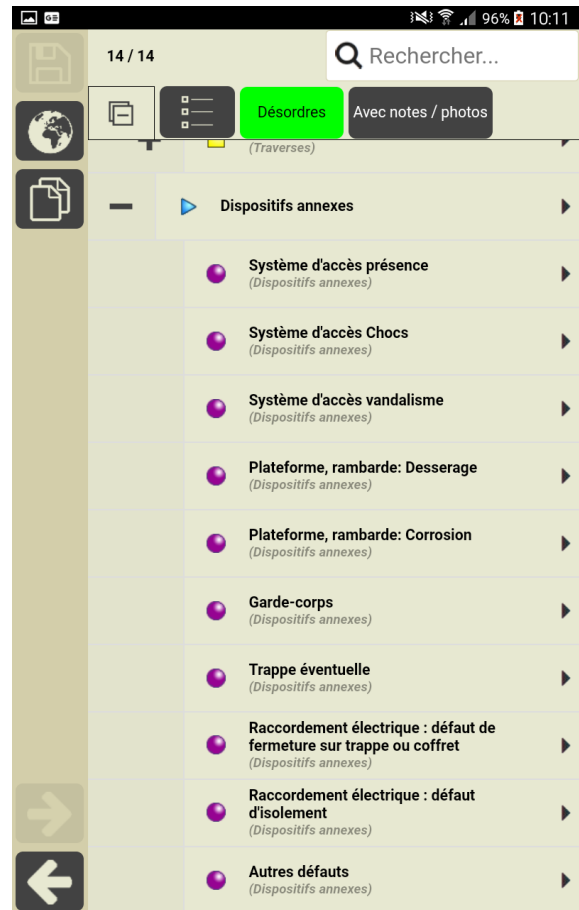 GE 96% 10:11
14 / 14 Rechercher...
Désordres Avec notes / photos
(Traverses)
Dispositifs annexes
Système d'accès présence
(Dispositifs annexes)
Système d'accès Chocs
(Dispositifs annexes)
Système d'accès vandalisme
(Dispositifs annexes)
Plateforme, rambarde: Desserage
(Dispositifs annexes)
Plateforme, rambarde: Corrosion
(Dispositifs annexes)
Garde-corps
(Dispositifs annexes)
Trappe éventuelle
(Dispositifs annexes)
Raccordement électrique : défaut de
fermeture sur trappe ou coffret
(Dispositifs annexes)
Raccordement électrique : défaut
d'isolement
(Dispositifs annexes)
Autres défauts
(Dispositifs annexes)